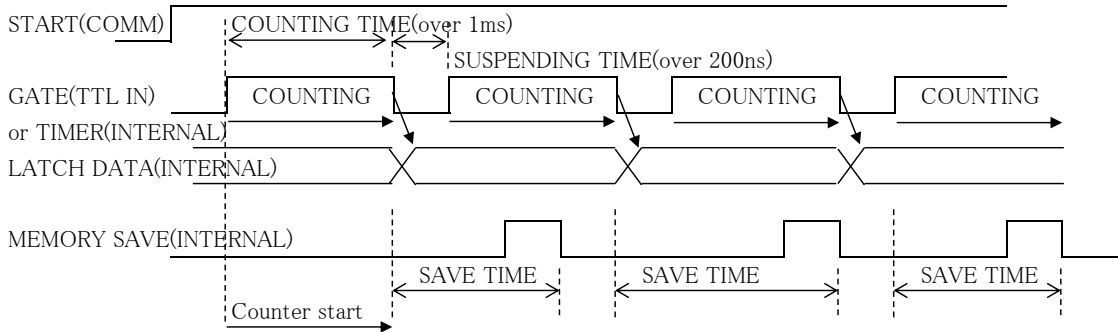 START(COMM)
COUNTING TIME(over 1ms)
SUSPENDING TIME(over 200ns)
GATE(TTL IN)
COUNTING COUNTING COUNTING COUNTING
or TIMER(INTERNAL)
LATCH DATA(INTERNAL)
MEMORY SAVE(INTERNAL)
SAVE TIME SAVE TIME SAVE TIME
Counter start